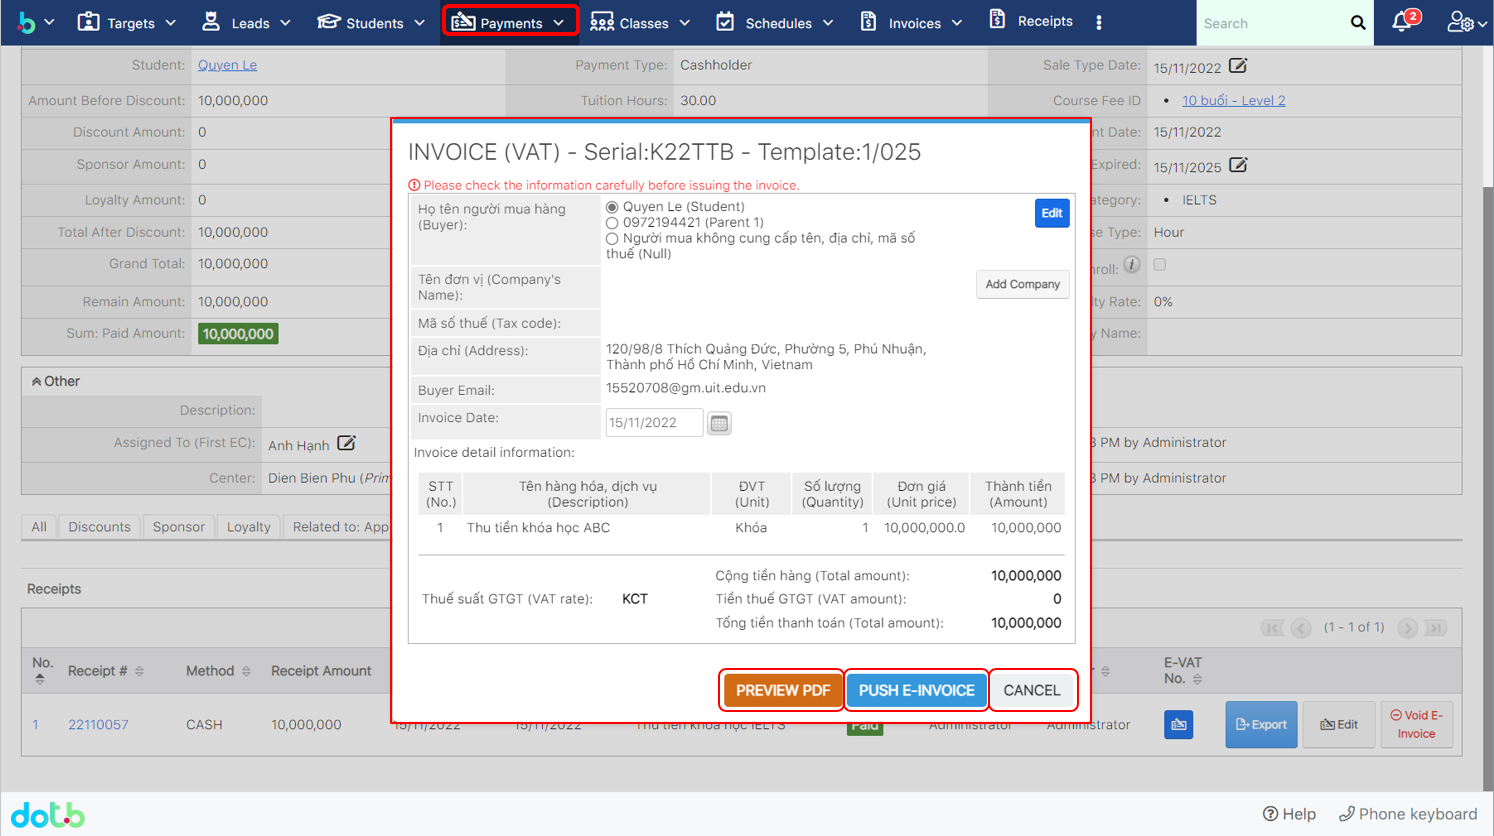 Targets Leads Students Payments Classes Schedules Invoices Receipts Search 2
Student: Quyen Le Payment Type: Cashholder Sale Type Date: 15/11/2022
Amount Before Discount: 10,000,000 Tuition Hours: 30.00 Course Fee ID • 10 buổi - Level 2
Discount Amount: 0 nt Date: 15/11/2022
Sponsor Amount: 0 Expired: 15/11/2025
Loyalty Amount: 0 ategory: • IELTS
Total After Discount: 10,000,000 se Type: Hour
Grand Total: 10,000,000 nroll:
Remain Amount: 10,000,000 lty Rate: 0%
Sum: Paid Amount: 10,000,000 y Name:
Other
Description:
Assigned To (First EC): Anh Hạnh 3 PM by Administrator
Center: Dien Bien Phu (Prim 3 PM by Administrator
All Discounts Sponsor Loyalty Related to: App
INVOICE (VAT) - Serial:K22TTB - Template:1/025
Please check the information carefully before issuing the invoice.
Họ tên người mua hàng
(Buyer):
Quyen Le (Student)
0972194421 (Parent 1)
Người mua không cung cấp tên, địa chỉ, mã số
thuế (Null)
Edit
Tên đơn vị (Company's
Name):
Add Company
Mã số thuế (Tax code):
Địa chỉ (Address): 120/98/8 Thích Quảng Đức, Phường 5, Phú Nhuận,
Thành phố Hồ Chí Minh, Vietnam
Buyer Email: 15520708@gm.uit.edu.vn
Invoice Date: 15/11/2022
Invoice detail information:
STT Tên hàng hóa, dịch vụ ĐVT Số lượng Đơn giá Thành tiền
(No.) (Description) (Unit) (Quantity) (Unit price) (Amount)
1 Thu tiền khóa học ABC Khóa 1 10,000,000.0 10,000,000
Cộng tiền hàng (Total amount): 10,000,000
Thuế suất GTGT (VAT rate): KCT Tiền thuế GTGT (VAT amount): 0
Tổng tiền thanh toán (Total amount): 10,000,000
PREVIEW PDF PUSH E-INVOICE CANCEL
Receipts
(1 - 1 of 1)
No. Receipt # Method Receipt Amount E-VAT
No.
1 22110057 CASH 10,000,000 15/11/2022 15/11/2022 Thu tiền khóa học IELTS Paid Administrator Administrator Export Edit Void E-
Invoice
dot.b Help Phone keyboard